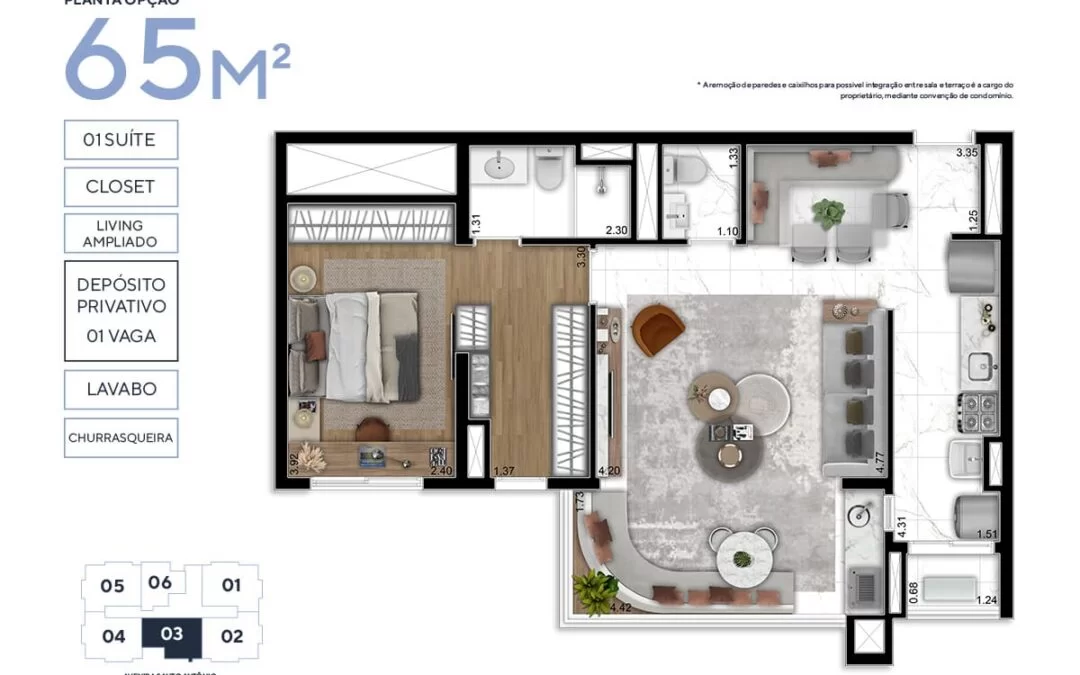 PLANTA OPÇÃO
65M²
* A remoção de paredes e caixilhos para possível integração entre sala e terraço é a cargo do
proprietário, mediante convenção de condomínio.
01 SUÍTE
CLOSET
LIVING
AMPLIADO
DEPÓSITO
PRIVATIVO
01 VAGA
LAVABO
CHURRASQUEIRA
1.31
2.30
1.33
1.10
3.35
1.25
3.30
3.92
2.40
1.37
4.20
4.77
1.73
4.42
4.31
1.51
0.68
1.24
05
06
01
04
03
02